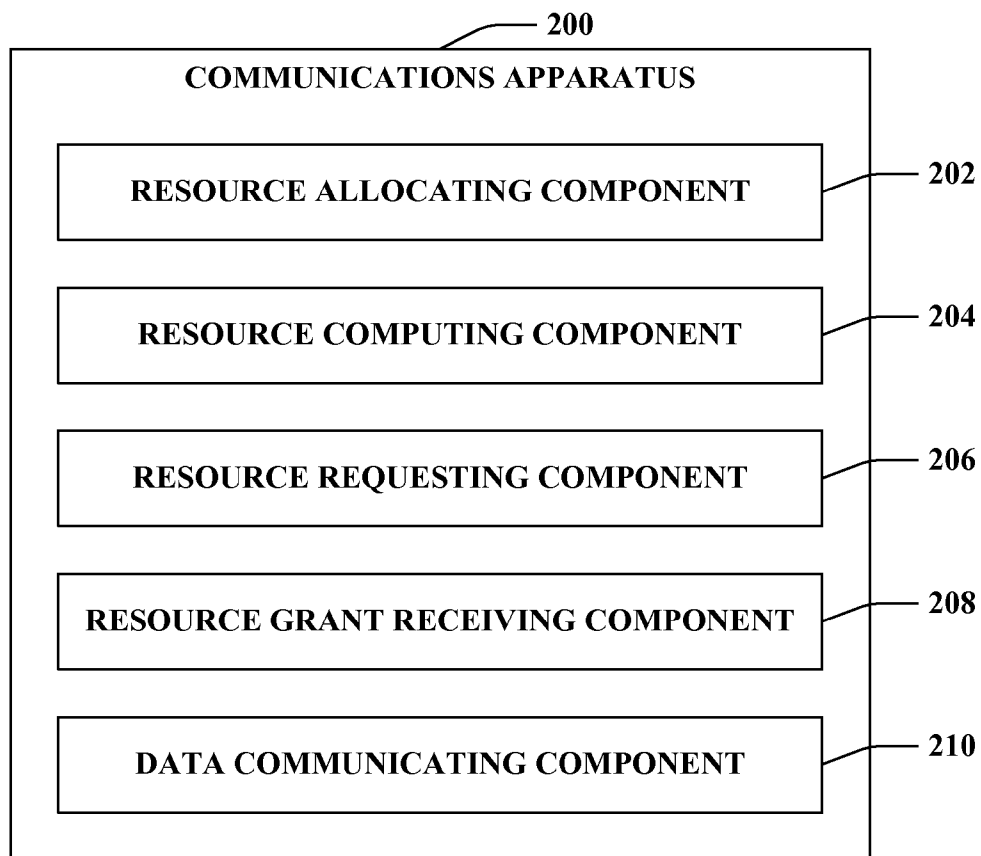 200
COMMUNICATIONS APPARATUS
RESOURCE ALLOCATING COMPONENT
202
RESOURCE COMPUTING COMPONENT
204
RESOURCE REQUESTING COMPONENT
206
RESOURCE GRANT RECEIVING COMPONENT
208
DATA COMMUNICATING COMPONENT
210